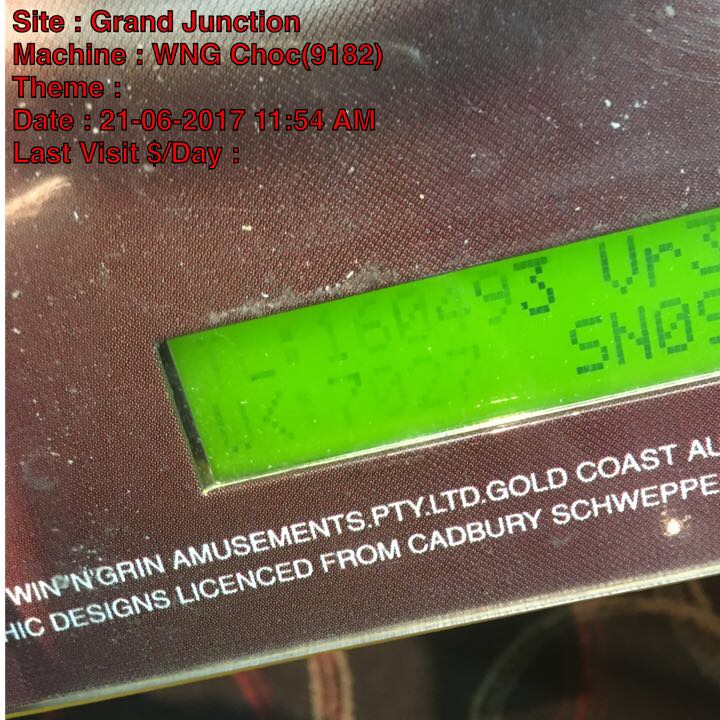 Site : Grand Junction
Machine : WNG Choc(9182)
Theme :
Date : 21-06-2017 11:54 AM
Last Visit $/Day :
160493 Vr3
7027 SN09
WIN'N'GRIN AMUSEMENTS.PTY.LTD.GOLD COAST AU
HIC DESIGNS LICENCED FROM CADBURY SCHWEPPE